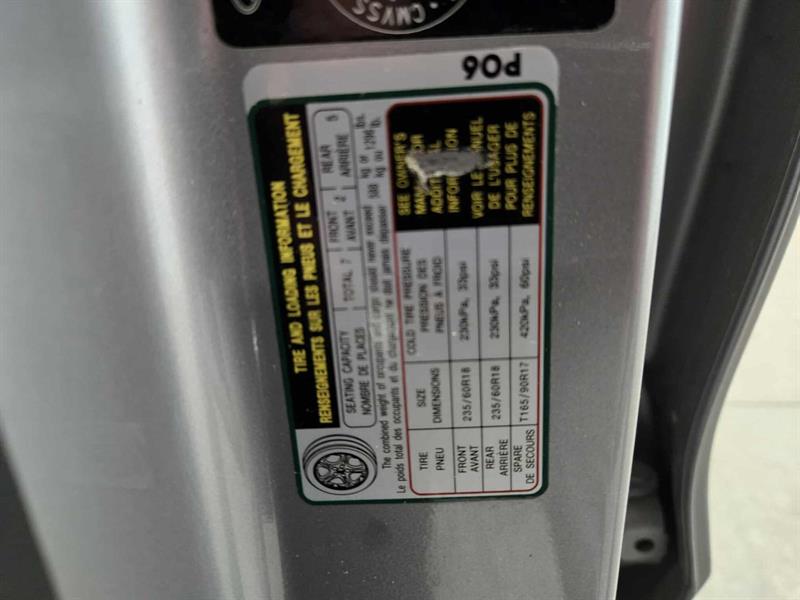 CMVSS
P06
TIRE AND LOADING INFORMATION
RENSEIGNEMENTS SUR LES PNEUS ET LE CHARGEMENT
SEATING CAPACITY TOTAL 7 FRONT 2 REAR 5
NOMBRE DE PLACES AVANT ARRIÈRE
The combined weight of occupants and cargo should never exceed 588 kg or 1296 lbs.
Le poids total des occupants et du chargement ne doit jamais dépasser kg ou lb.
TIRE SIZE COLD TIRE PRESSURE
PNEU DIMENSIONS PRESSION DES PNEUS À FROID
FRONT
AVANT 235/60R18 230kPa, 33psi
REAR
ARRIÈRE 235/60R18 230kPa, 33psi
SPARE
DE SECOURS T165/90R17 420kPa, 60psi
SEE OWNER'S
MANUAL FOR
ADDITIONAL
INFORMATION
VOIR LE MANUEL
DE L'USAGER
POUR PLUS DE
RENSEIGNEMENTS